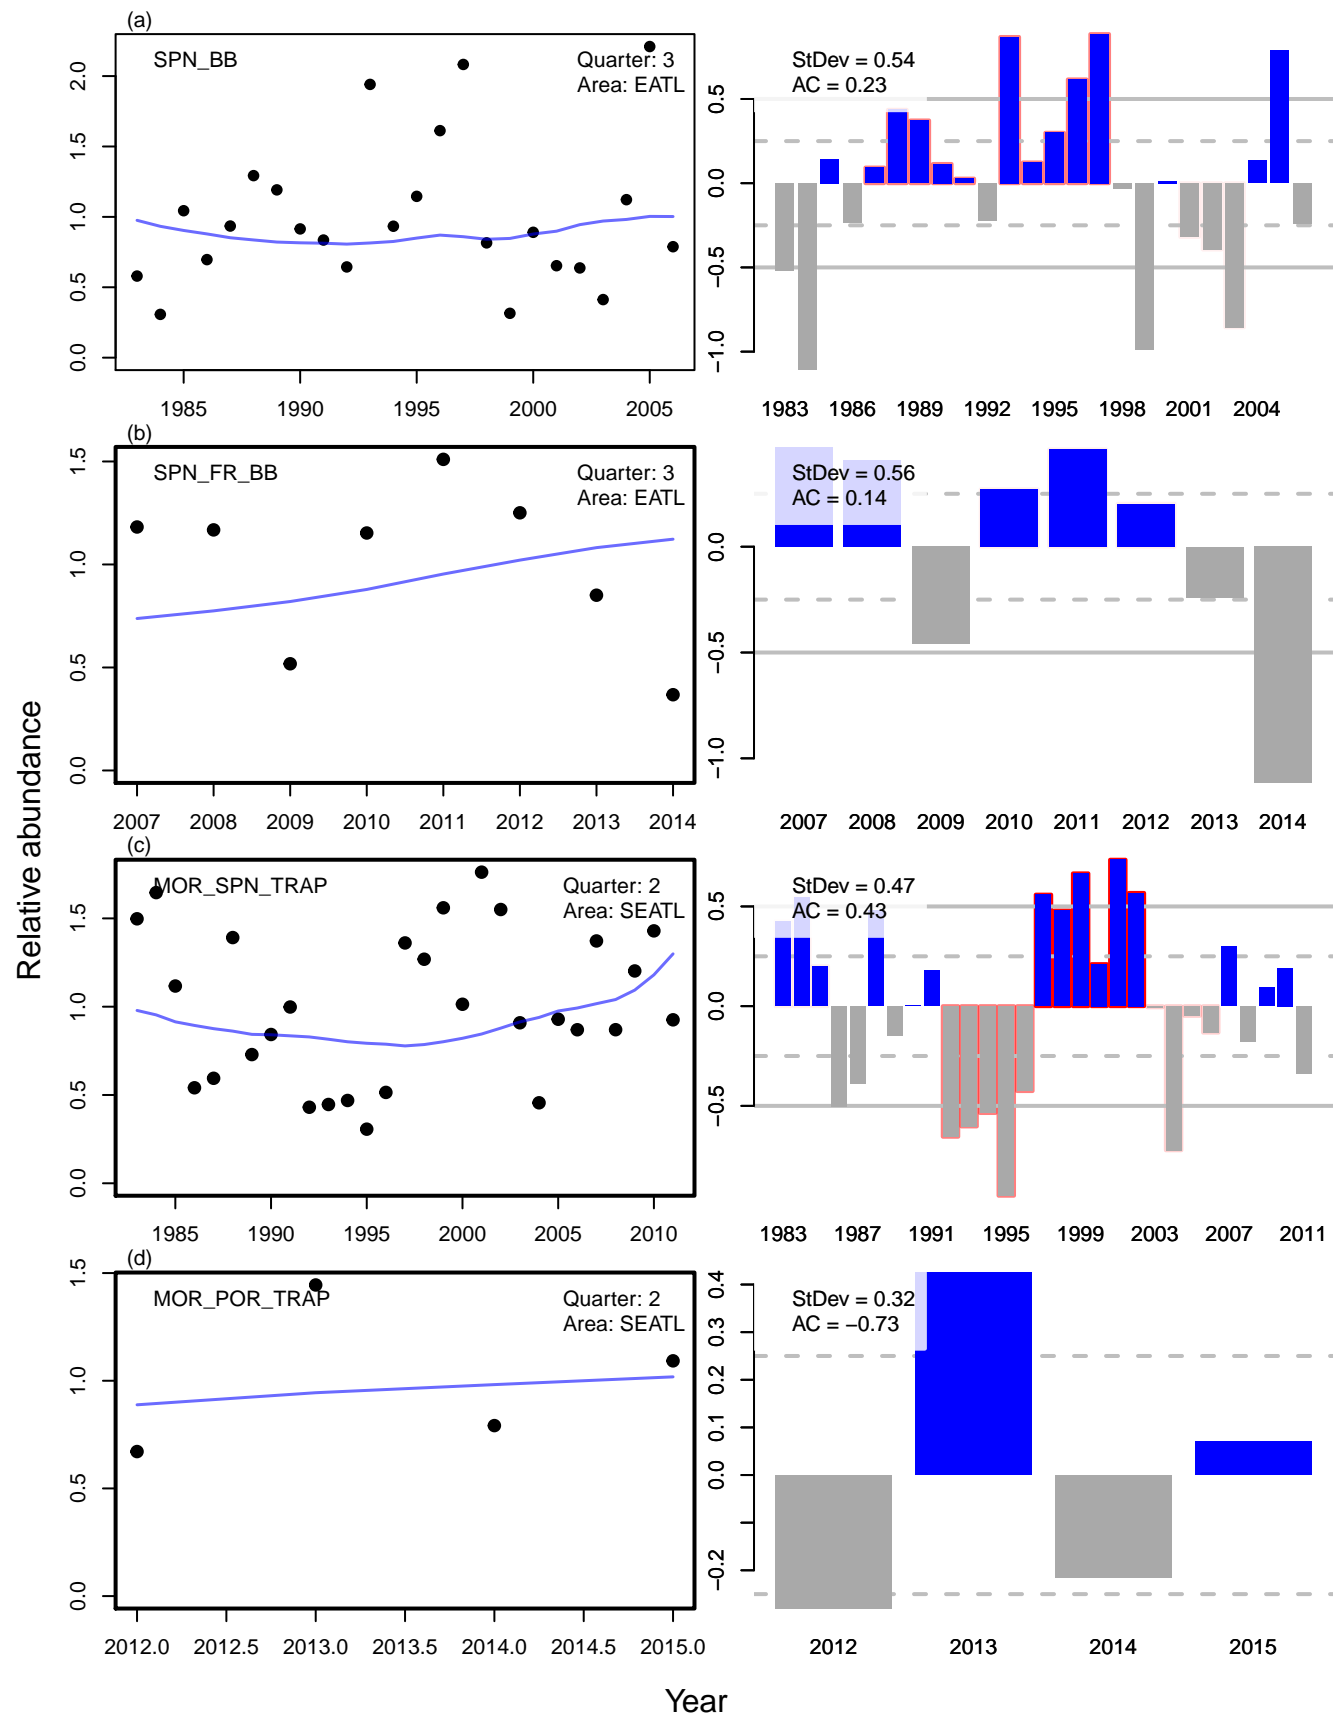 (a)
SPN_BB
Quarter: 3
Area: EATL
0.0 0.5 1.0 1.5 2.0
1985 1990 1995 2000 2005
StDev = 0.54
AC = 0.23
−1.0 −0.5 0.0 0.5
1983 1986 1989 1992 1995 1998 2001 2004
(b)
SPN_FR_BB
Quarter: 3
Area: EATL
0.0 0.5 1.0 1.5
2007 2008 2009 2010 2011 2012 2013 2014
StDev = 0.56
AC = 0.14
−1.0 −0.5 0.0
2007 2008 2009 2010 2011 2012 2013 2014
(c)
MOR_SPN_TRAP
Quarter: 2
Area: SEATL
0.0 0.5 1.0 1.5
1985 1990 1995 2000 2005 2010
StDev = 0.47
AC = 0.43
−0.5 0.0 0.5
1983 1987 1991 1995 1999 2003 2007 2011
(d)
MOR_POR_TRAP
Quarter: 2
Area: SEATL
0.0 0.5 1.0 1.5
2012.0 2012.5 2013.0 2013.5 2014.0 2014.5 2015.0
StDev = 0.32
AC = −0.73
−0.2 0.0 0.1 0.2 0.3 0.4
2012 2013 2014 2015
Relative abundance
Year